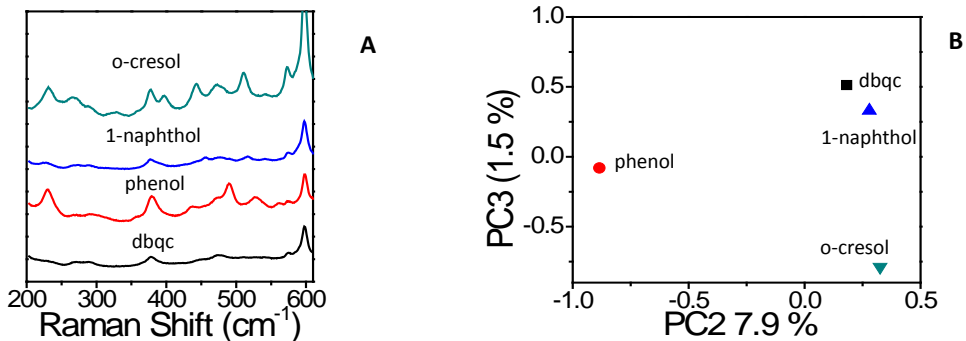 A
o-cresol
1-naphthol
phenol
dbqc
200 300 400 500 600
Raman Shift (cm⁻¹)
B
1.0
0.5
0.0
-0.5
PC3 (1.5 %)
dbqc
1-naphthol
phenol
o-cresol
-1.0 -0.5 0.0 0.5
PC2 7.9 %